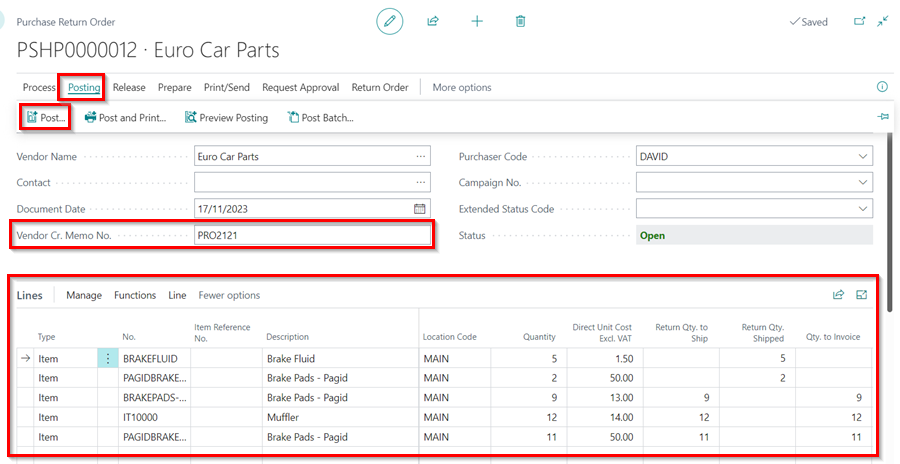 Purchase Return Order
Saved
PSHP0000012 · Euro Car Parts
Process Posting Release Prepare Print/Send Request Approval Return Order More options
Post... Post and Print... Preview Posting Post Batch...
Vendor Name Euro Car Parts ... Purchaser Code DAVID
Contact ... Campaign No.
Document Date 17/11/2023 Extended Status Code
Vendor Cr. Memo No. PRO2121 Status Open
Lines Manage Functions Line Fewer options
Type No. Item Reference No. Description Location Code Quantity Direct Unit Cost Excl. VAT Return Qty. to Ship Return Qty. Shipped Qty. to Invoice
Item BRAKEFLUID Brake Fluid MAIN 5 1.50 5
Item PAGIDBRAKE... Brake Pads - Pagid MAIN 2 50.00 2
Item BRAKEPADS-... Brake Pads - Pagid MAIN 9 13.00 9 9
Item IT10000 Muffler MAIN 12 14.00 12 12
Item PAGIDBRAKE... Brake Pads - Pagid MAIN 11 50.00 11 11